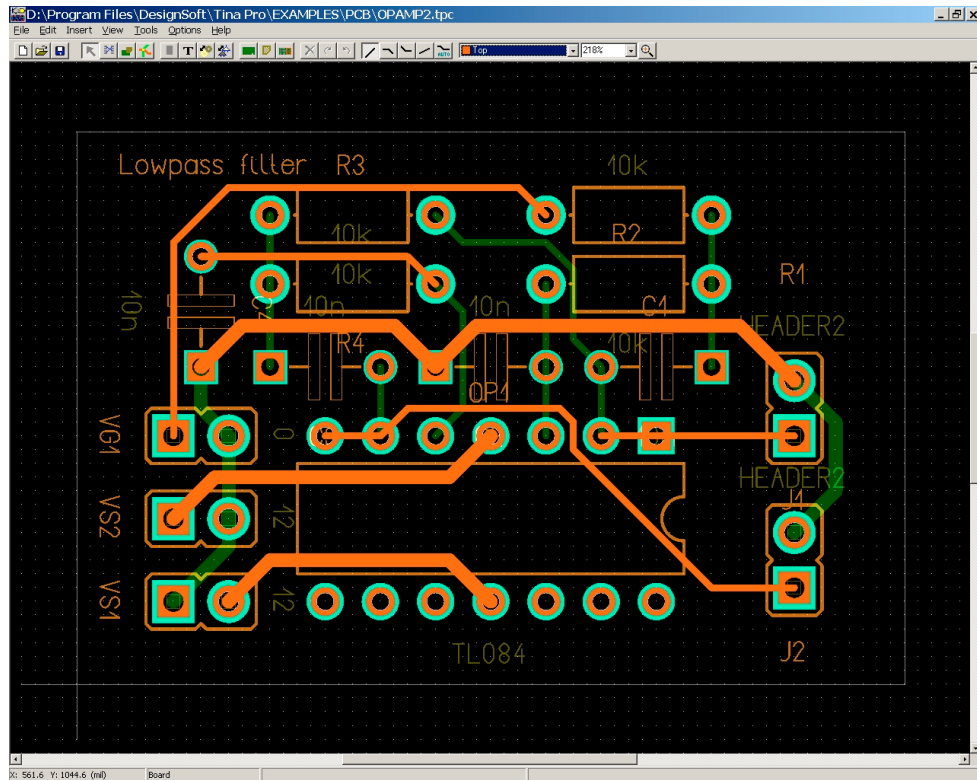 D:\Program Files\DesignSoft\Tina Pro\EXAMPLES\PCB\OPAMP2.tpc
File Edit Insert View Tools Options Help
T
AUTO
Top
218%
Lowpass filter R3
10k
10k
R2
10k
R1
10n
10n
10n
C1
HEADER2
R4
10k
OP1
VG1
0
HEADER2
J1
VS2
12
VS1
12
TL084
J2
X: 561.6 Y: 1044.6 (mil) Board